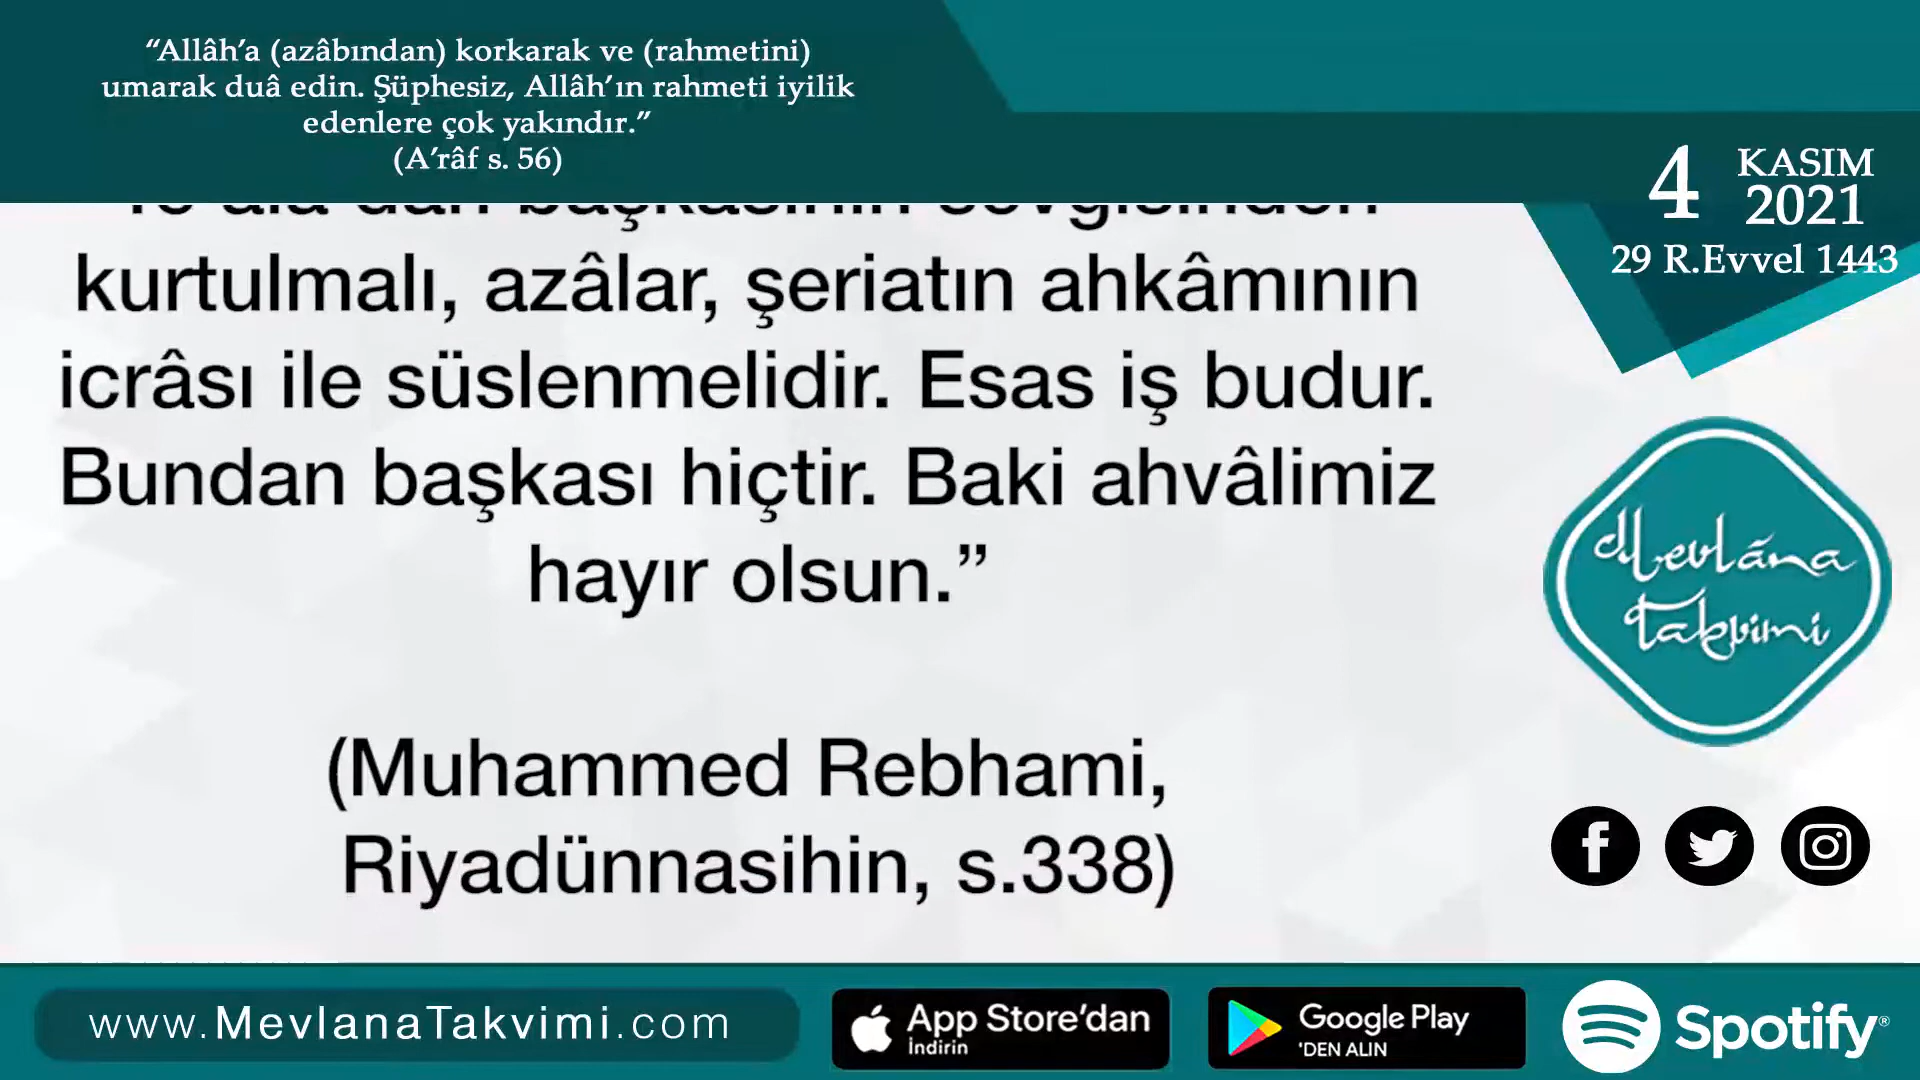 “Allâh’a (azâbından) korkarak ve (rahmetini)
umarak duâ edin. Şüphesiz, Allâh’ın rahmeti iyilik
edenlere çok yakındır.”
(A’râf s. 56)
4 KASIM
2021
29 R.Evvel 1443
başkasının sevgisinden
kurtulmalı, azâlar, şeriatın ahkâmının
icrâsı ile süslenmelidir. Esas iş budur.
Bundan başkası hiçtir. Baki ahvâlimiz
hayır olsun.”
(Muhammed Rebhami,
Riyadünnasihin, s.338)
Mevlâna
Takvimi
www.MevlanaTakvimi.com
App Store’dan
İndirin
Google Play
’DEN ALIN
Spotify®